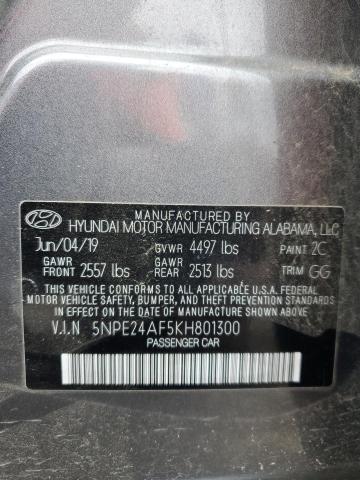 MANUFACTURED BY
HYUNDAI MOTOR MANUFACTURING ALABAMA, LLC
Jun/04/19 GVWR 4497 lbs PAINT 2C
GAWR FRONT 2557 lbs GAWR REAR 2513 lbs TRIM GG
THIS VEHICLE CONFORMS TO ALL APPLICABLE FEDERAL
MOTOR VEHICLE SAFETY, BUMPER, AND THEFT PREVENTION
STANDARDS IN EFFECT ON THE DATE OF MANUFACTURE
SHOWN ABOVE.
V.I.N 5NPE24AF5KH801300
PASSENGER CAR